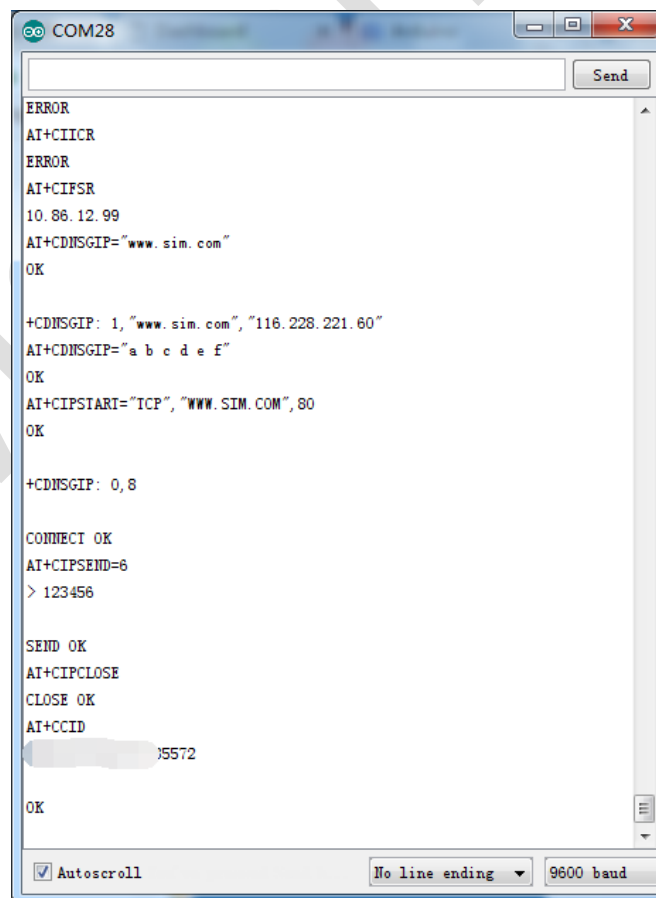 COM28
Send
ERROR
AT+CIICR
ERROR
AT+CIFSR
10.86.12.99
AT+CDNSGIP="www.sim.com"
OK
+CDNSGIP: 1,"www.sim.com","116.228.221.60"
AT+CDNSGIP="a b c d e f"
OK
AT+CIPSTART="TCP","WWW.SIM.COM",80
OK
+CDNSGIP: 0,8
CONNECT OK
AT+CIPSEND=6
> 123456
SEND OK
AT+CIPCLOSE
CLOSE OK
AT+CCID
5572
OK
Autoscroll
No line ending
9600 baud